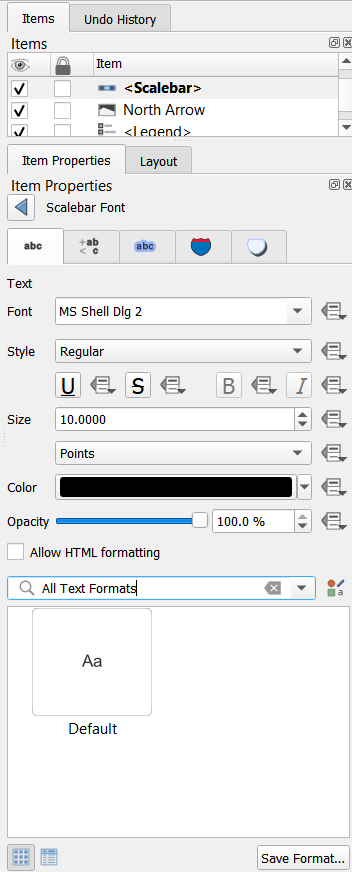 Items Undo History
Items
Item
<Scalebar>
North Arrow
<Legend>
Item Properties Layout
Item Properties
Scalebar Font
abc +ab < c abc
Text
Font MS Shell Dlg 2
Style Regular
U S B I
Size 10.0000
Points
Color
Opacity 100.0 %
Allow HTML formatting
All Text Formats
a
Aa
Default
Save Format...